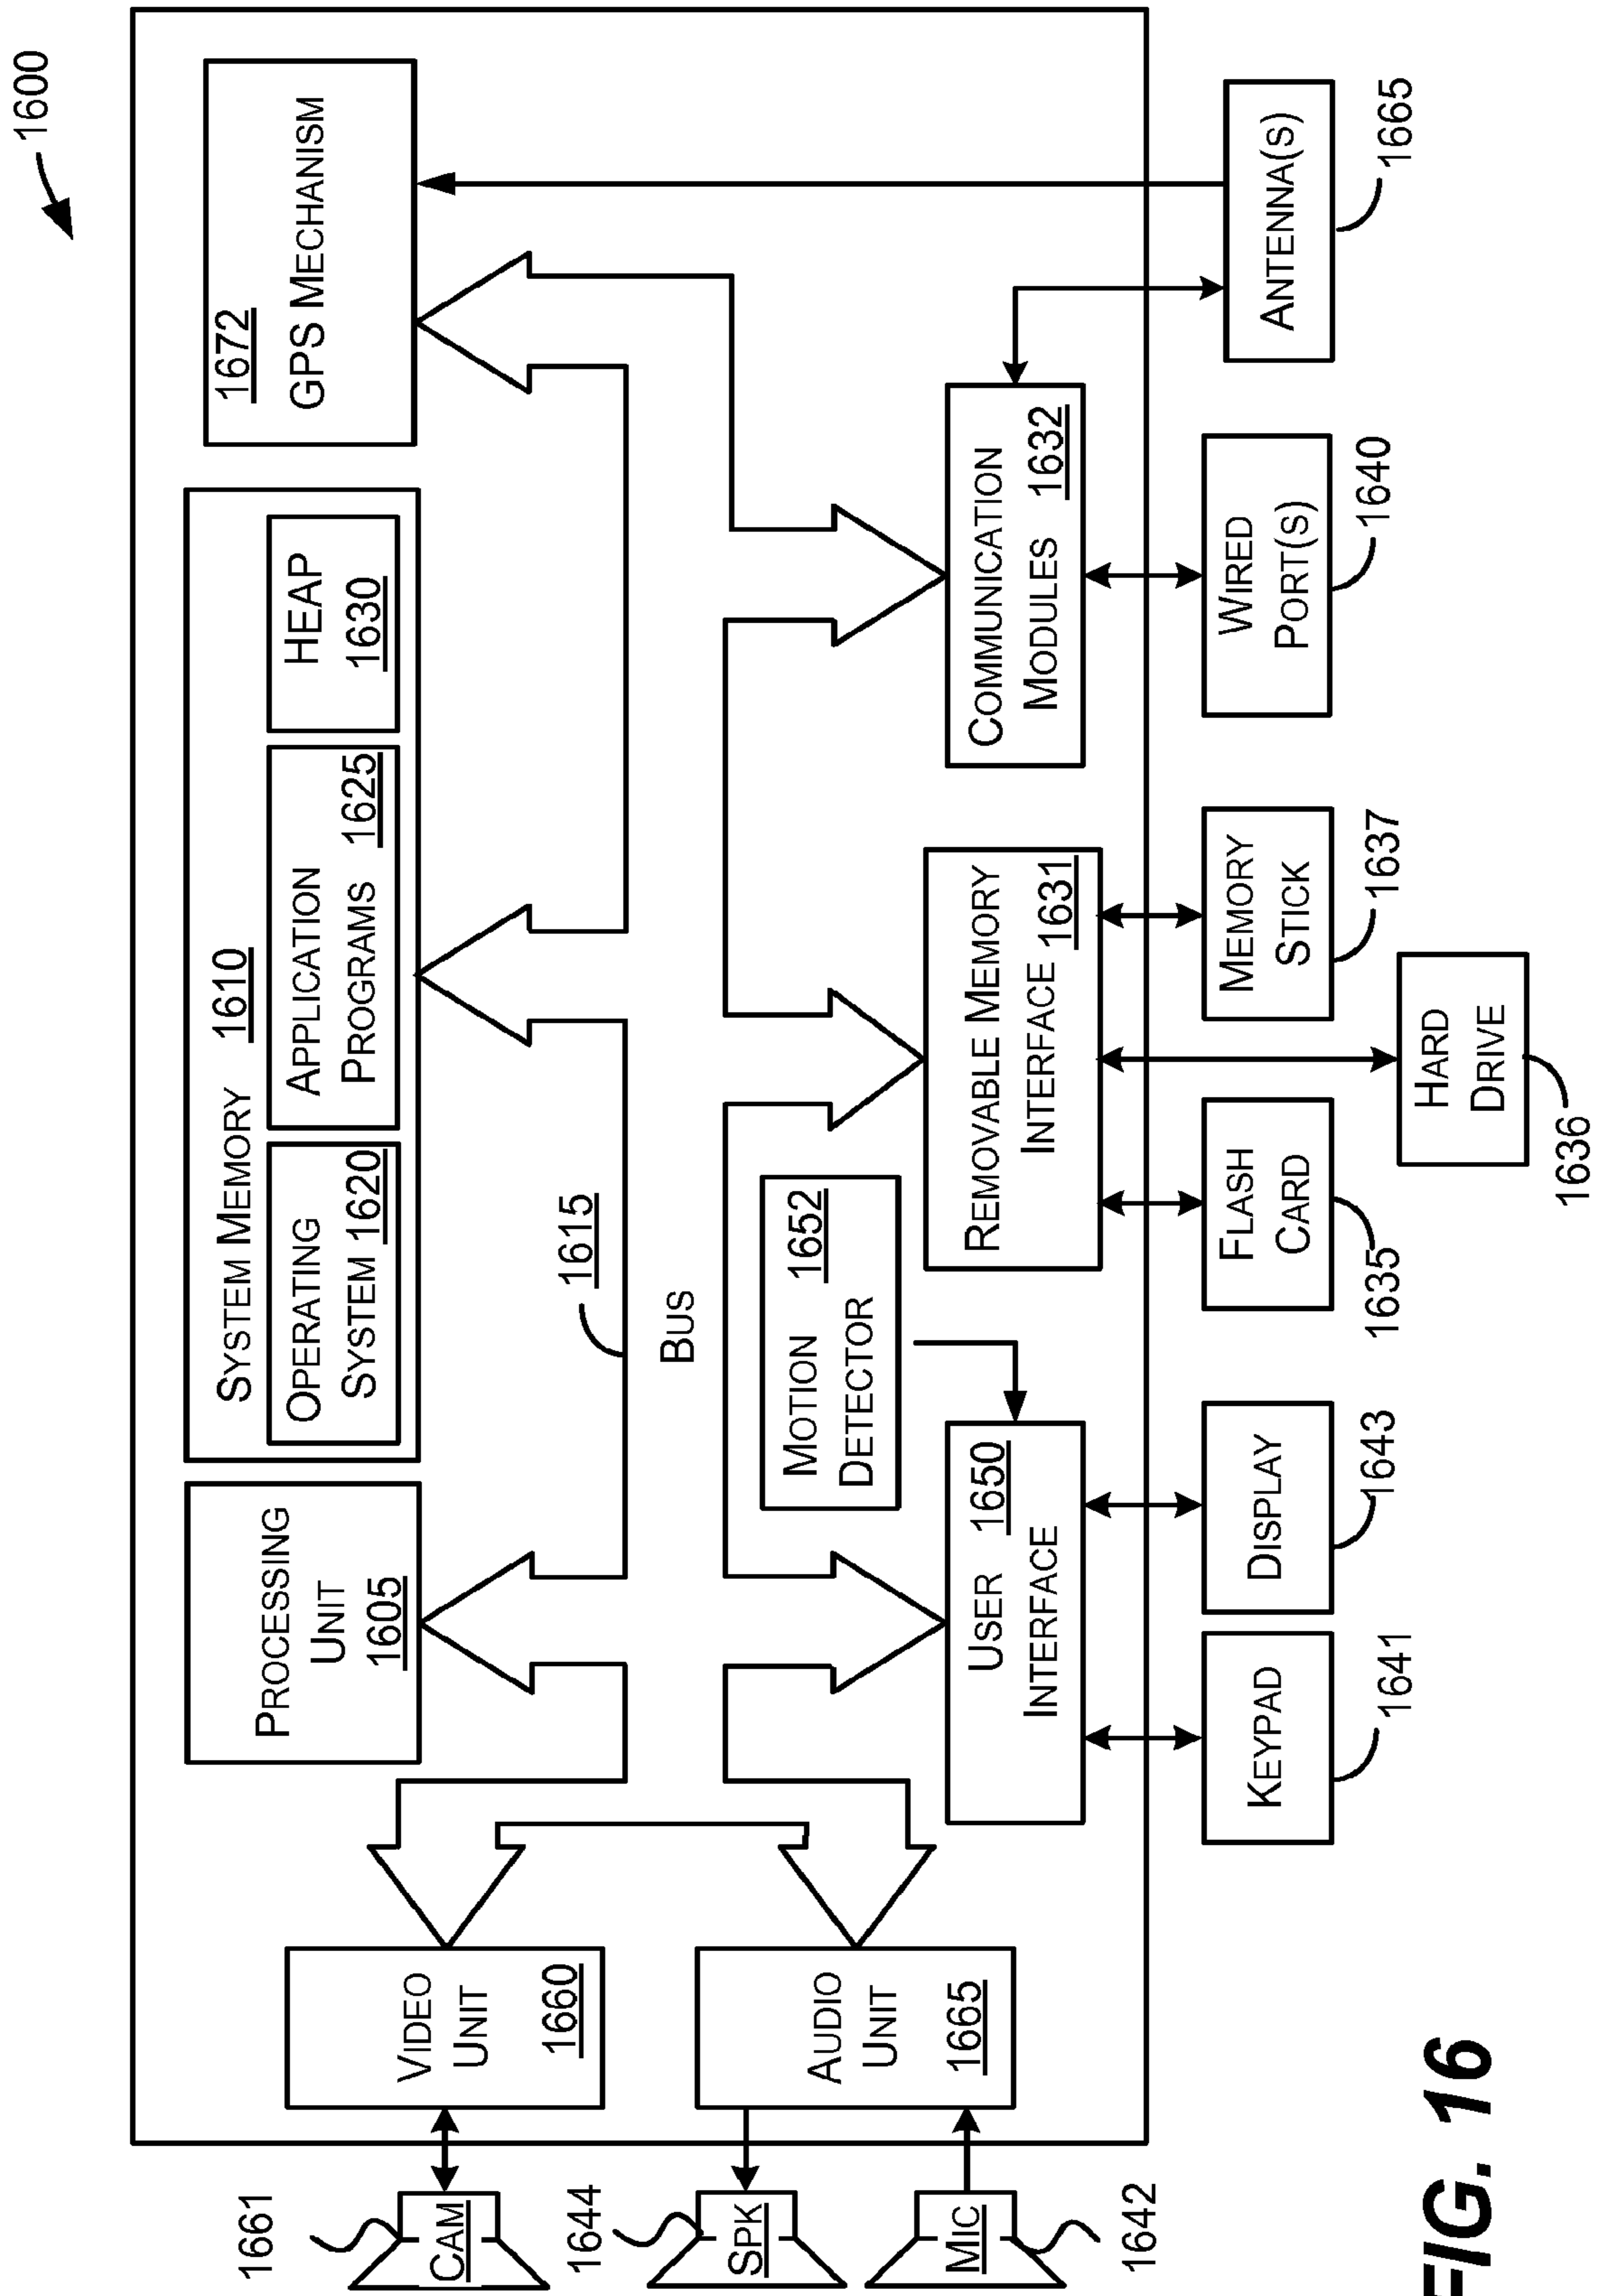 1600
PROCESSING
UNIT
1605
SYSTEM MEMORY 1610
OPERATING
SYSTEM 1620
APPLICATION
PROGRAMS 1625
HEAP
1630
1672
GPS MECHANISM
1661
CAM
VIDEO
UNIT
1660
1615
BUS
1644
SPK
MIC
1642
AUDIO
UNIT
1665
MOTION 1652
DETECTOR
USER 1650
INTERFACE
REMOVABLE MEMORY
INTERFACE 1631
COMMUNICATION
MODULES 1632
KEYPAD
1641
DISPLAY
1643
FLASH
CARD
1635
HARD
DRIVE
1636
MEMORY
STICK
1637
WIRED
PORT(S)
1640
ANTENNA(S)
1665
FIG. 16